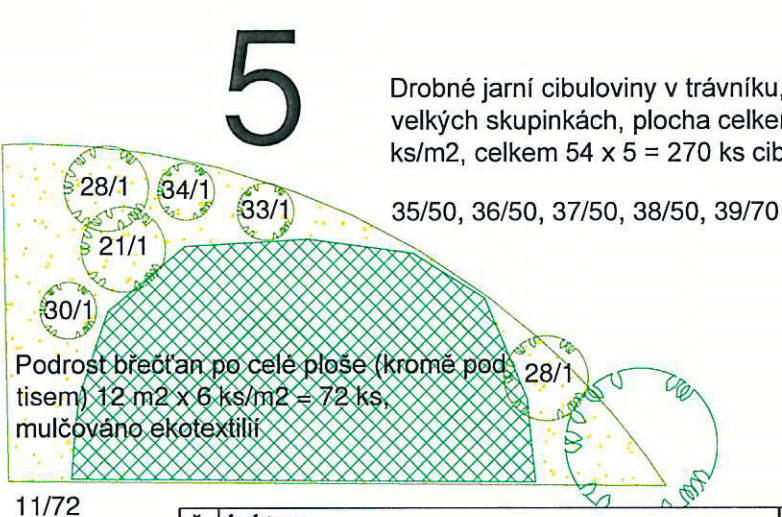 5
Drobné jarní cibuloviny v trávníku,
velkých skupinkách, plocha celkem
ks/m2, celkem 54 x 5 = 270 ks
35/50, 36/50, 37/50, 38/50, 39/70
28/1
34/1
33/1
21/1
30/1
Podrost břečťan po celé ploše (kromě pod
tisem) 12 m2 x 6 ks/m2 = 72 ks,
mulčováno ekotextilií
28/1
11/72